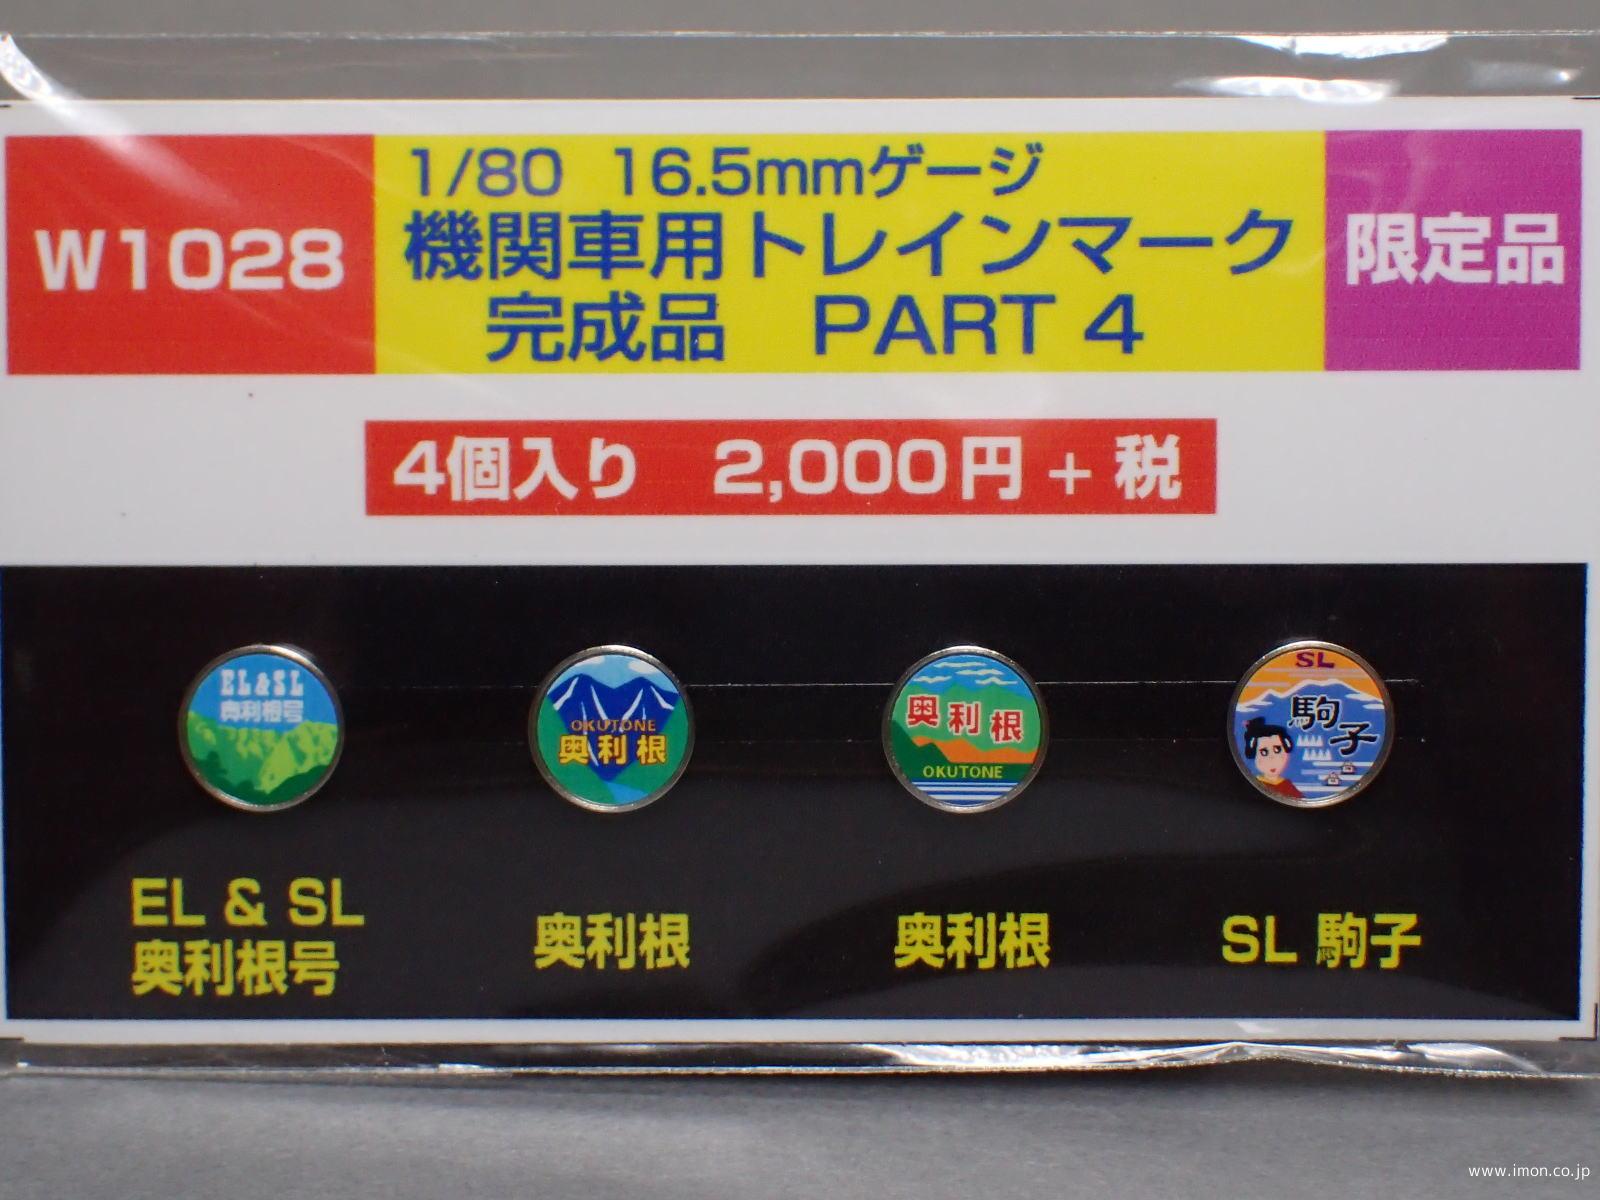 W1028
1/80 16.5mmゲージ
機関車用トレインマーク
完成品 PART 4
限定品
4個入り 2,000円 + 税
EL&SL
奥利根号
OKUTONE
奥利根
奥利根
OKUTONE
SL
駒子
EL & SL
奥利根号
奥利根
奥利根
SL 駒子
www.imon.co.jp